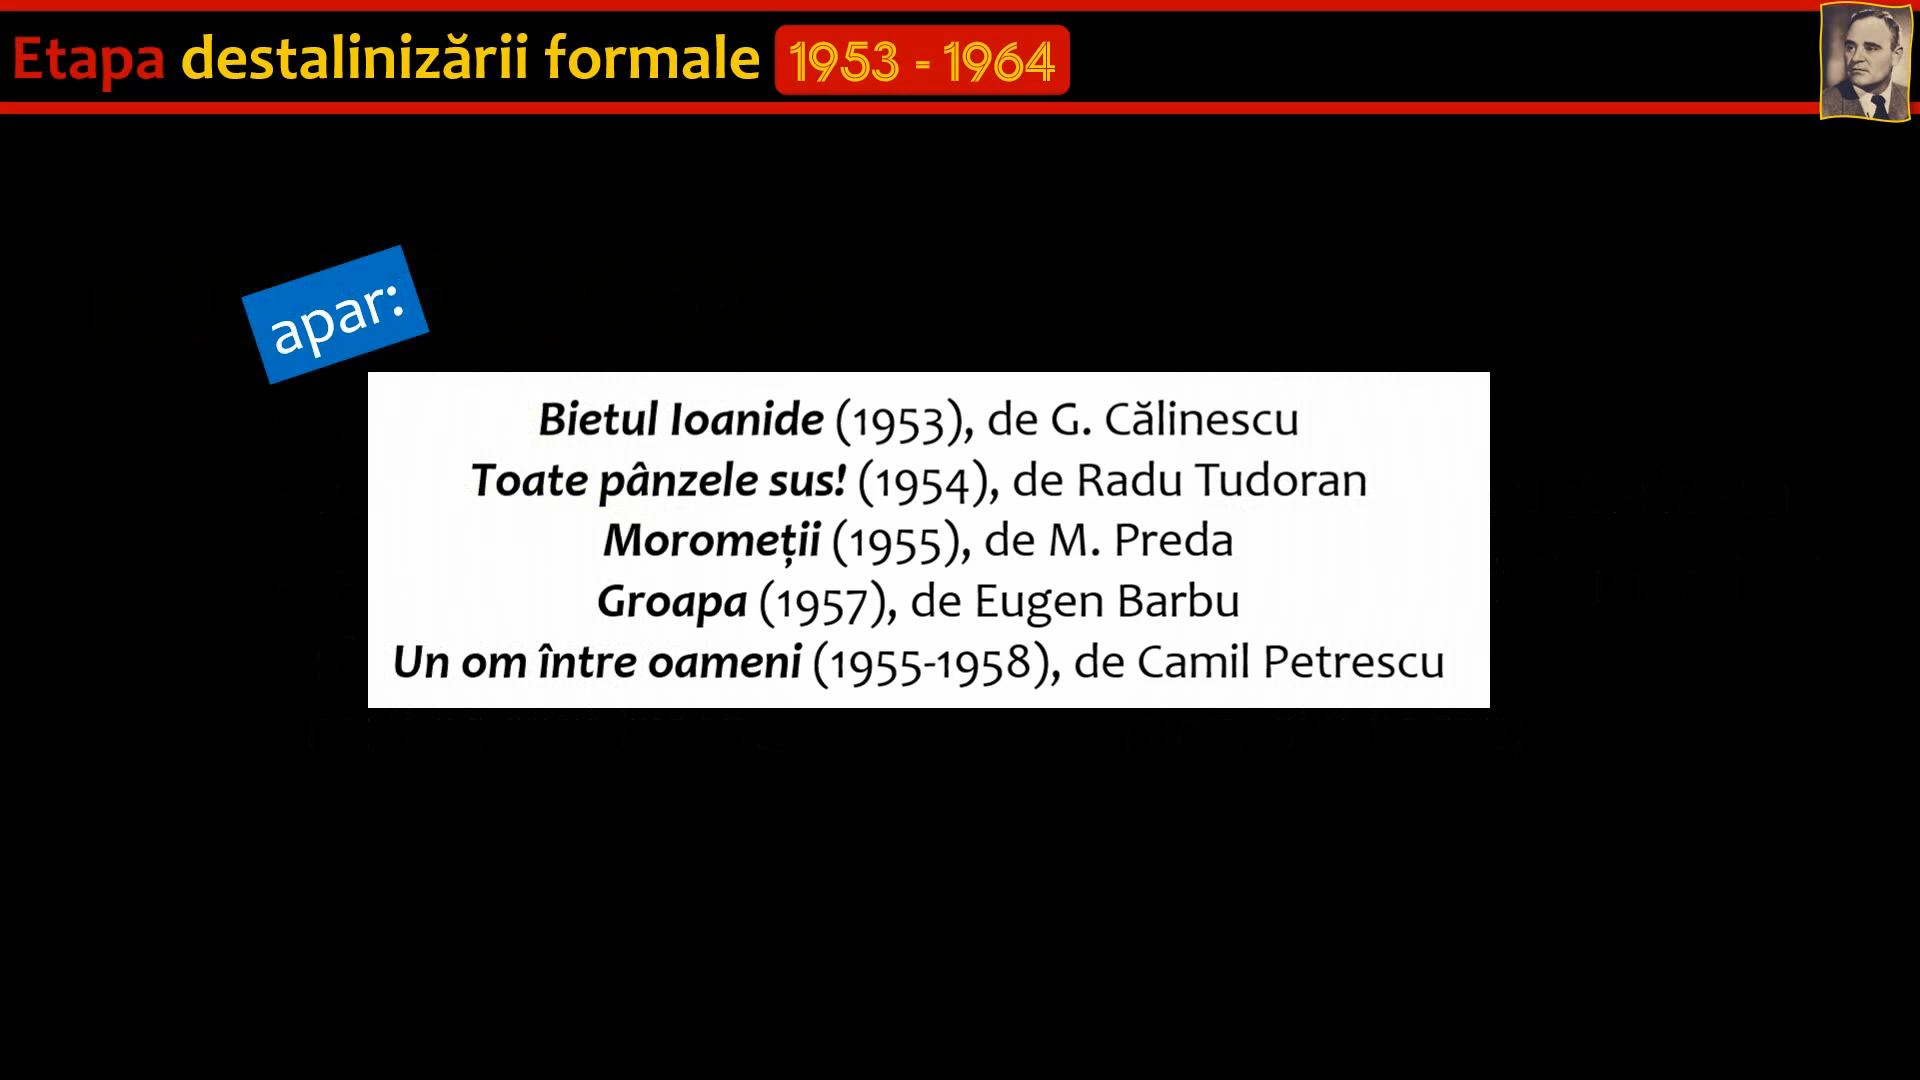 Etapa destalinizării formale 1953 - 1964
apar:
Bietul Ioanide (1953), de G. Călinescu
Toate pânzele sus! (1954), de Radu Tudoran
Moromeții (1955), de M. Preda
Groapa (1957), de Eugen Barbu
Un om între oameni (1955-1958), de Camil Petrescu